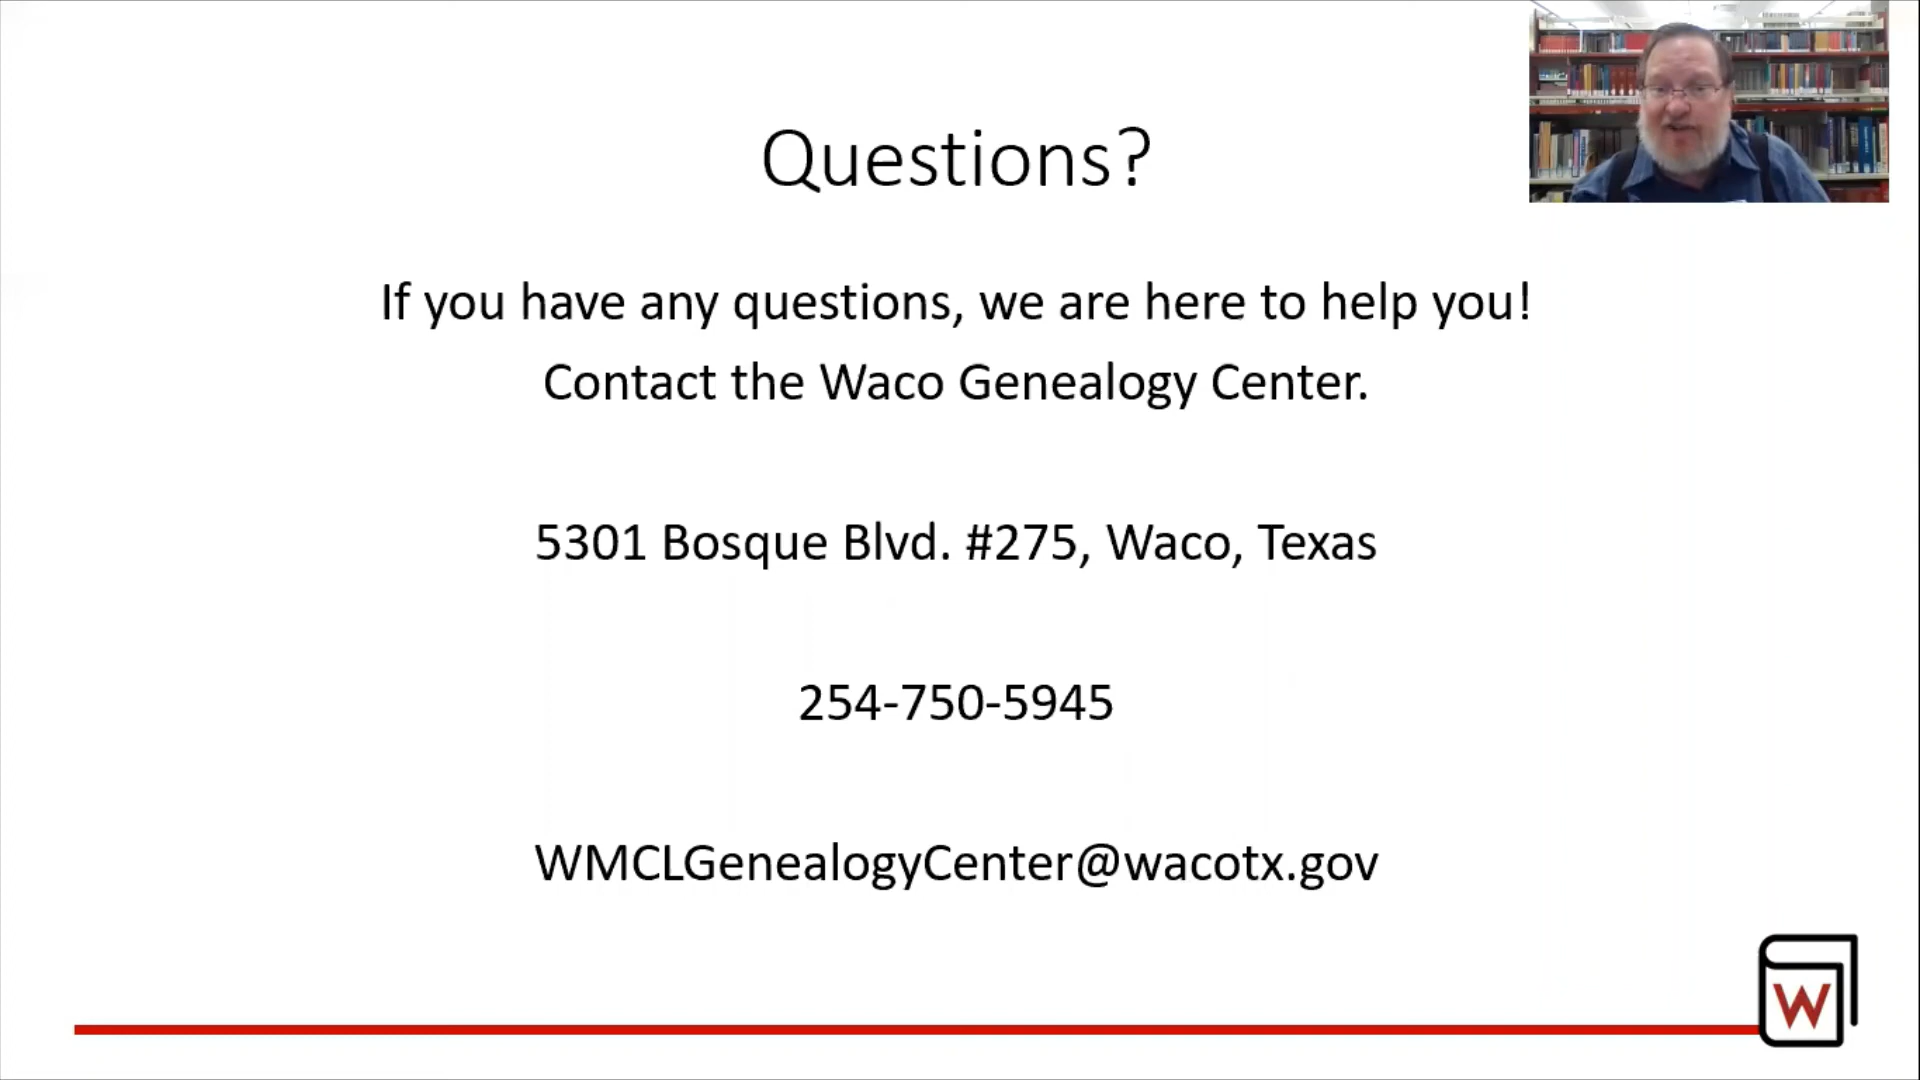 Questions?
If you have any questions, we are here to help you!
Contact the Waco Genealogy Center.
5301 Bosque Blvd. #275, Waco, Texas
254-750-5945
WMCLGenealogyCenter@wacotx.gov
W